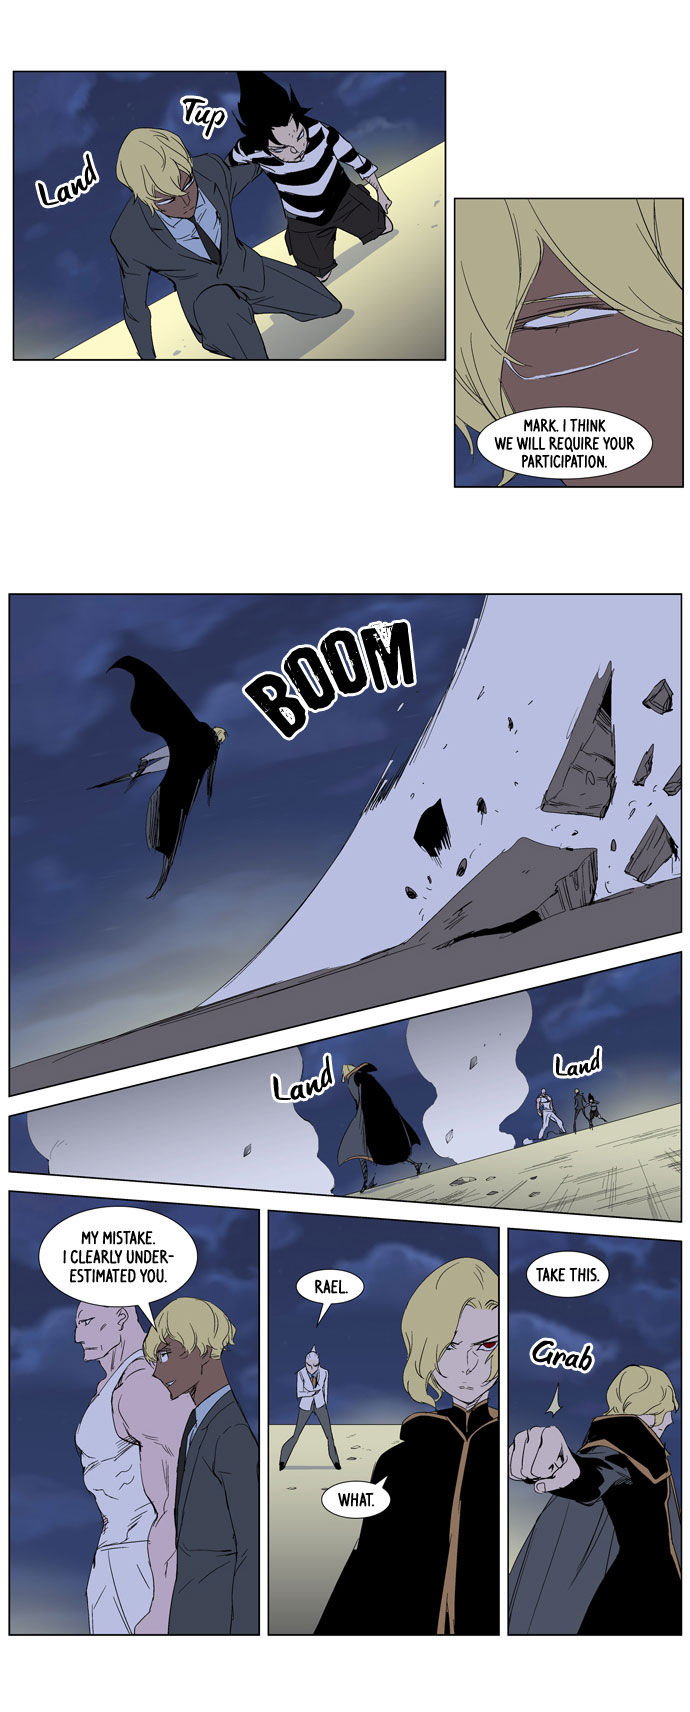 Tup
Land
MARK. I THINK
WE WILL REQUIRE YOUR
PARTICIPATION.
BOOM
Land
Land
MY MISTAKE.
I CLEARLY UNDER-
ESTIMATED YOU.
RAEL.
WHAT.
TAKE THIS.
Grab